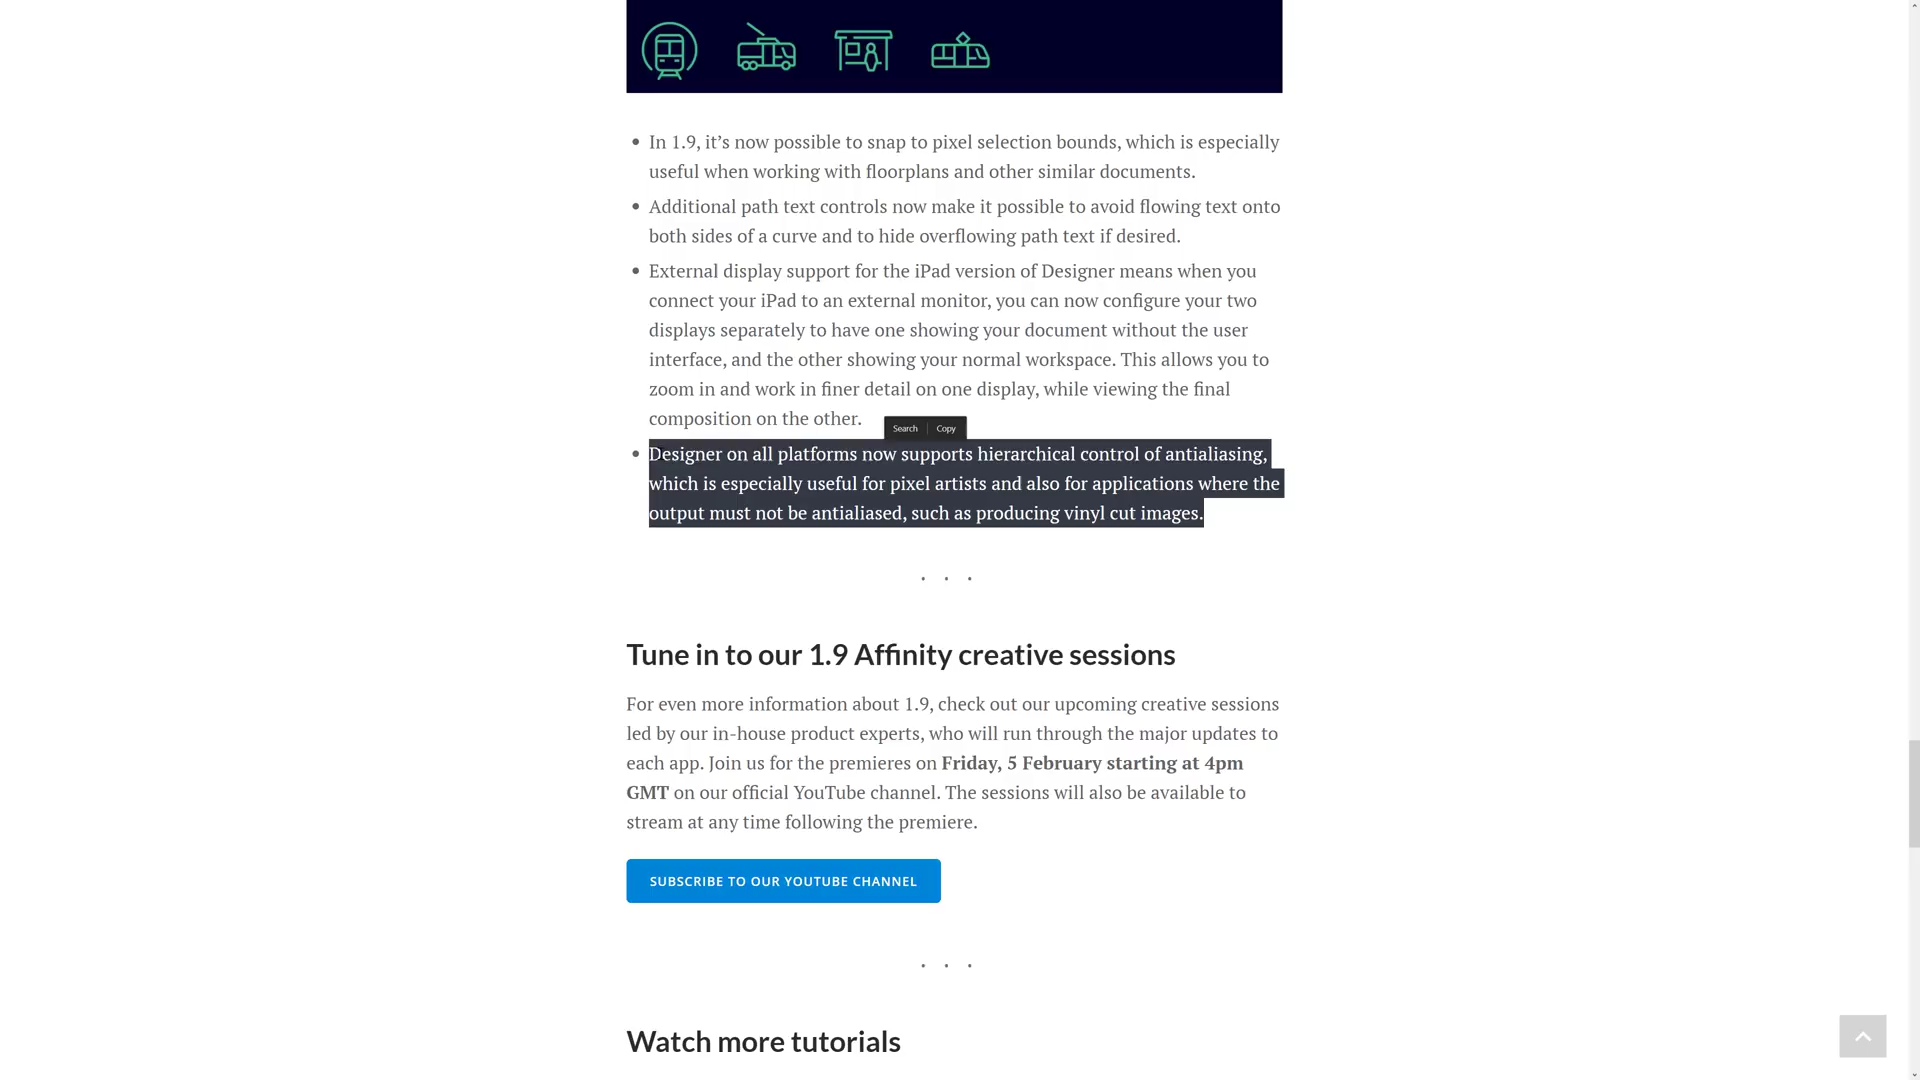 In 1.9, it’s now possible to snap to pixel selection bounds, which is especially
useful when working with floorplans and other similar documents.
Additional path text controls now make it possible to avoid flowing text onto
both sides of a curve and to hide overflowing path text if desired.
External display support for the iPad version of Designer means when you
connect your iPad to an external monitor, you can now configure your two
displays separately to have one showing your document without the user
interface, and the other showing your normal workspace. This allows you to
zoom in and work in finer detail on one display, while viewing the final
composition on the other.
Search Copy
Designer on all platforms now supports hierarchical control of antialiasing,
which is especially useful for pixel artists and also for applications where the
output must not be antialiased, such as producing vinyl cut images.
Tune in to our 1.9 Affinity creative sessions
For even more information about 1.9, check out our upcoming creative sessions
led by our in-house product experts, who will run through the major updates to
each app. Join us for the premieres on Friday, 5 February starting at 4pm
GMT on our official YouTube channel. The sessions will also be available to
stream at any time following the premiere.
SUBSCRIBE TO OUR YOUTUBE CHANNEL
Watch more tutorials